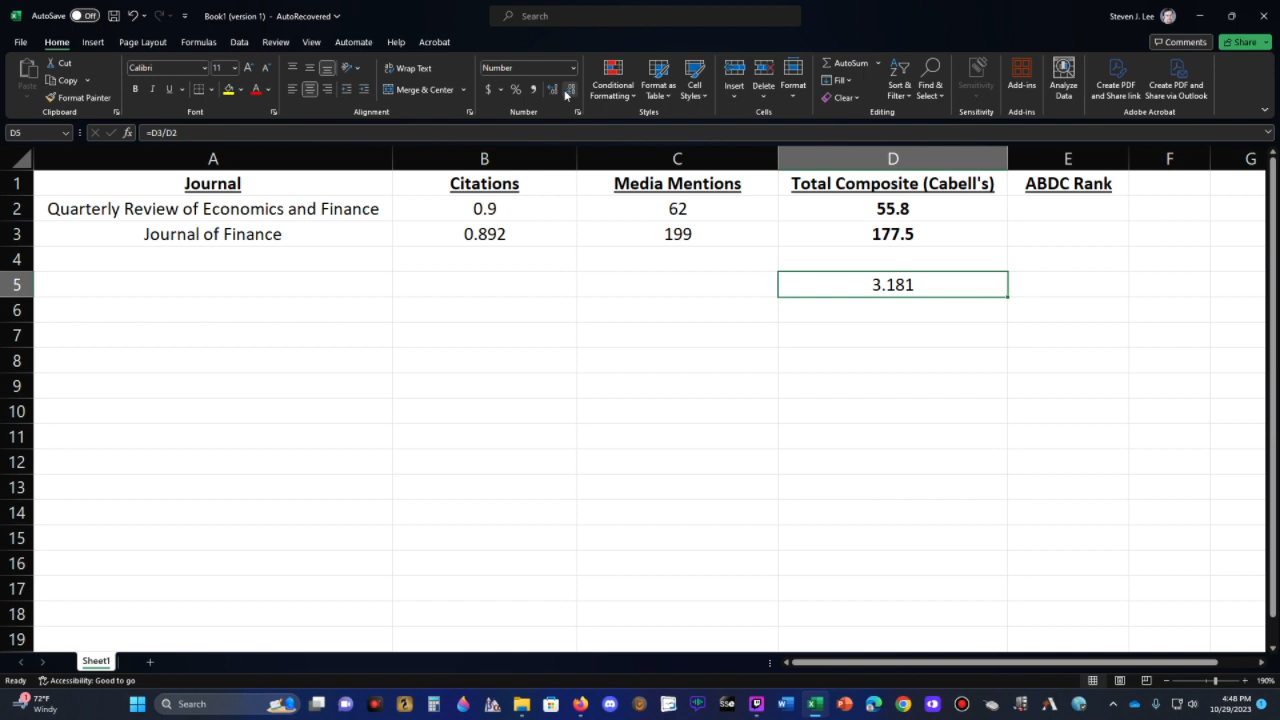 AutoSave Off Book1 (version 1) • AutoRecovered Search Steven J. Lee
File Home Insert Page Layout Formulas Data Review View Automate Help Acrobat Comments Share
Paste Cut Copy Format Painter Clipboard
Calibri 11 B I U Font
Wrap Text Merge & Center Alignment
Number $ % Number
Conditional Formatting Format as Table Cell Styles Styles
Insert Delete Format Cells
AutoSum Fill Clear Sort & Filter Find & Select Editing
Sensitivity Sensitivity
Add-ins Add-ins
Analyze Data
Create PDF and Share link Create PDF and Share via Outlook Adobe Acrobat
D5 fx =D3/D2
A B C D E F G
1 Journal Citations Media Mentions Total Composite (Cabell's) ABDC Rank
2 Quarterly Review of Economics and Finance 0.9 62 55.8
3 Journal of Finance 0.892 199 177.5
4
5 3.181
6
7
8
9
10
11
12
13
14
15
16
17
18
19
Sheet1
Ready Accessibility: Good to go 190%
72°F Windy Search 4:48 PM
10/29/2023